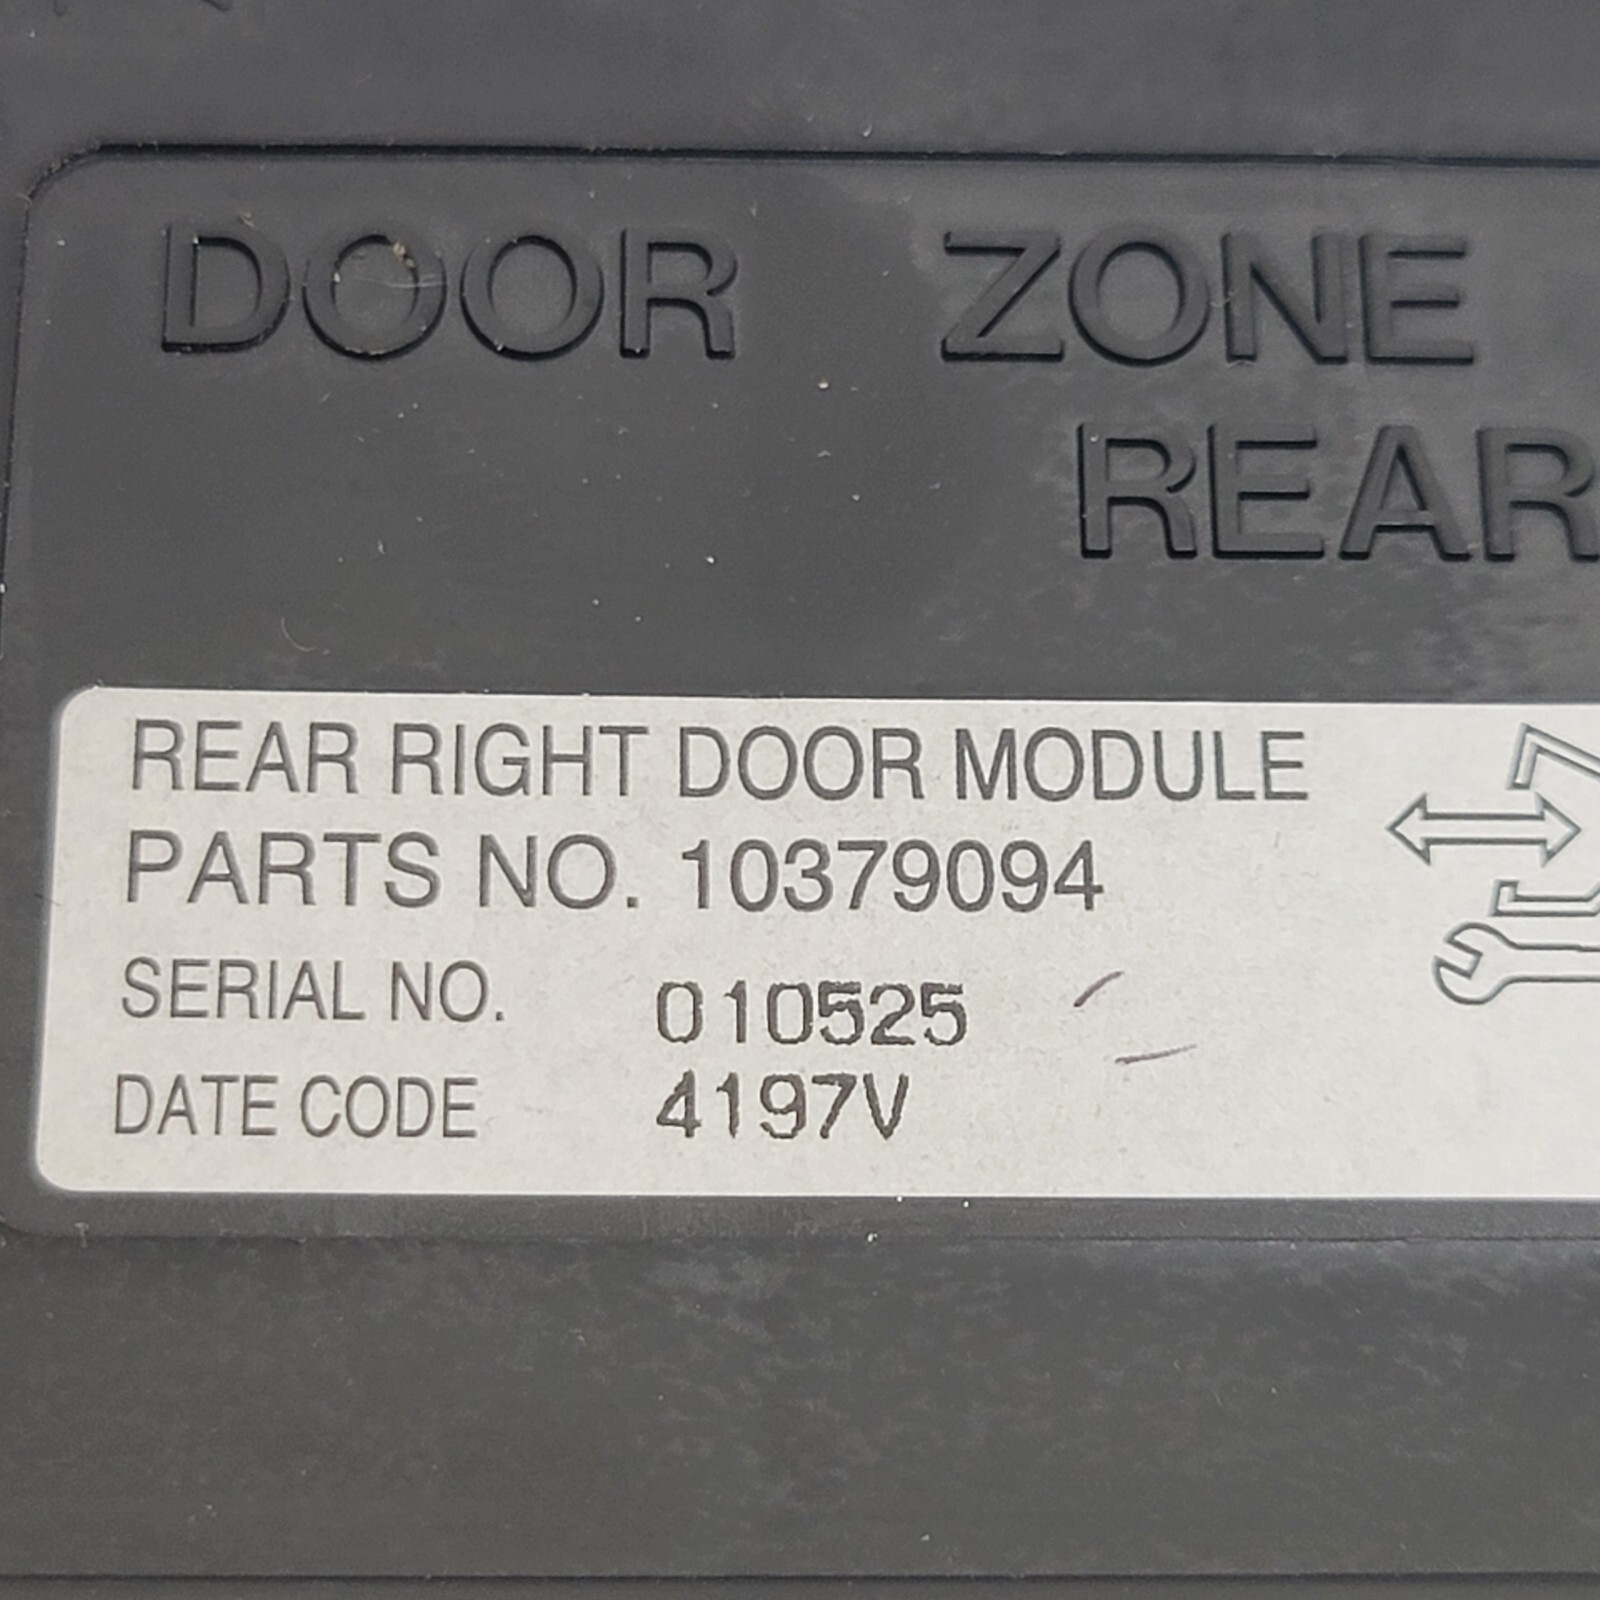 DOOR ZONE
REAR
REAR RIGHT DOOR MODULE
PARTS NO. 10379094
SERIAL NO. 010525
DATE CODE 4197V